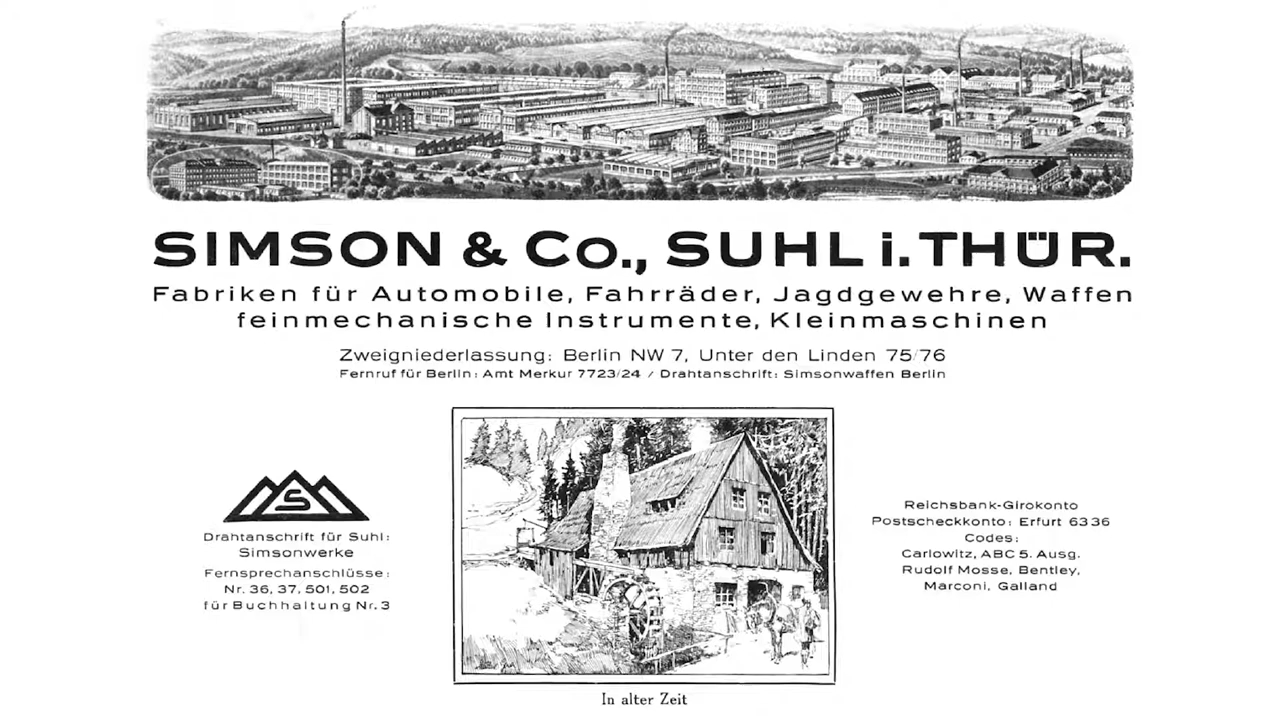 SIMSON & Co., SUHL i. THÜR.
Fabriken für Automobile, Fahrräder, Jagdgewehre, Waffen
feinmechanische Instrumente, Kleinmaschinen
Zweigniederlassung: Berlin NW 7, Unter den Linden 75/76
Fernruf für Berlin: Amt Merkur 7723/24 / Drahtanschrift: Simsonwaffen Berlin
S
Drahtanschrift für Suhl:
Simsonwerke
Fernsprechanschlüsse:
Nr. 36, 37, 501, 502
für Buchhaltung Nr. 3
Reichsbank-Girokonto
Postscheckkonto: Erfurt 6336
Codes:
Carlowitz, ABC 5. Ausg.
Rudolf Mosse, Bentley,
Marconi, Galland
In alter Zeit